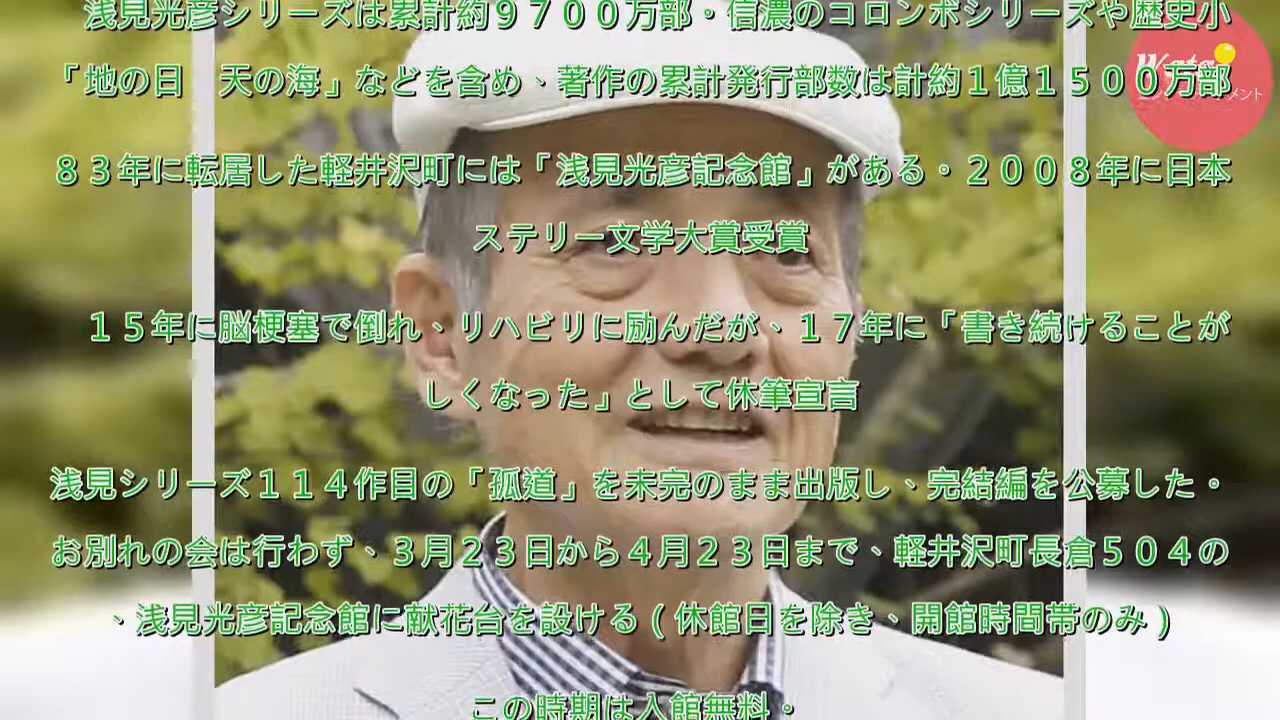 浅見光彦シリーズは累計約９７００万部・信濃のコロンボシリーズや歴史小
「地の日　天の海」などを含め、著作の累計発行部数は計約１億１５００万部
８３年に転居した軽井沢町には「浅見光彦記念館」がある・２００８年に日本
ステリー文学大賞受賞
１５年に脳梗塞で倒れ、リハビリに励んだが、１７年に「書き続けることが
しくなった」として休筆宣言
浅見シリーズ１１４作目の「孤道」を未完のまま出版し、完結編を公募した・
お別れの会は行わず、３月２３日から４月２３日まで、軽井沢町長倉５０４の
、浅見光彦記念館に献花台を設ける（休館日を除き、開館時間帯のみ）
この時期は入館無料・